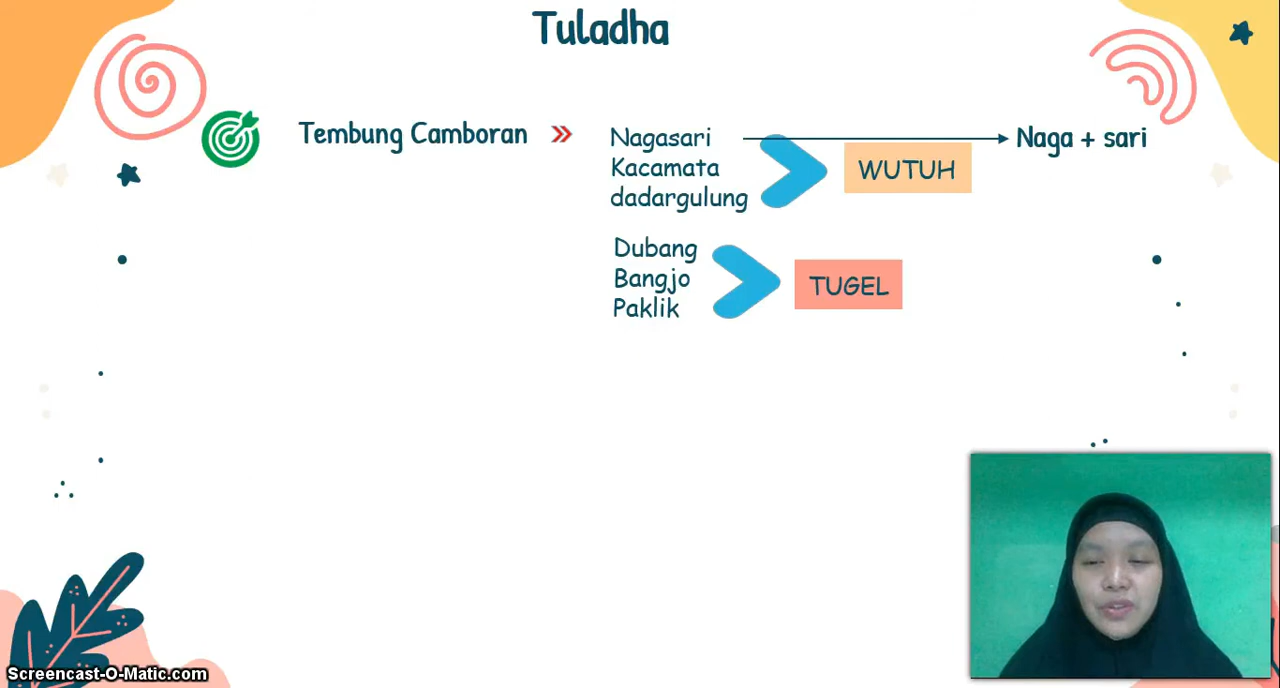 Tuladha
Tembung Camboran
Nagasari
Naga + sari
Kacamata
dadargulung
WUTUH
Dubang
Bangjo
Paklik
TUGEL
Screencast-O-Matic.com